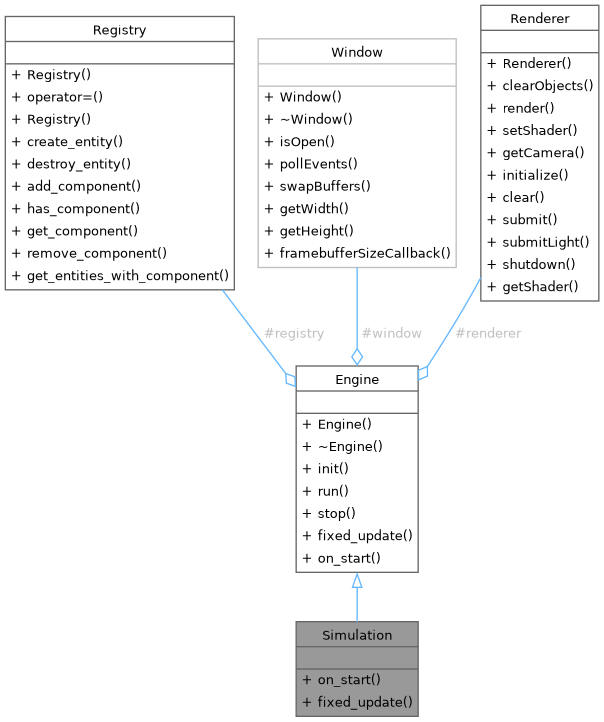 Registry
+ Registry()
+ operator=()
+ Registry()
+ create_entity()
+ destroy_entity()
+ add_component()
+ has_component()
+ get_component()
+ remove_component()
+ get_entities_with_component()
Window
+ Window()
+ ~Window()
+ isOpen()
+ pollEvents()
+ swapBuffers()
+ getWidth()
+ getHeight()
+ framebufferSizeCallback()
Renderer
+ Renderer()
+ clearObjects()
+ render()
+ setShader()
+ getCamera()
+ initialize()
+ clear()
+ submit()
+ submitLight()
+ shutdown()
+ getShader()
#registry
#window
#renderer
Engine
+ Engine()
+ ~Engine()
+ init()
+ run()
+ stop()
+ fixed_update()
+ on_start()
Simulation
+ on_start()
+ fixed_update()